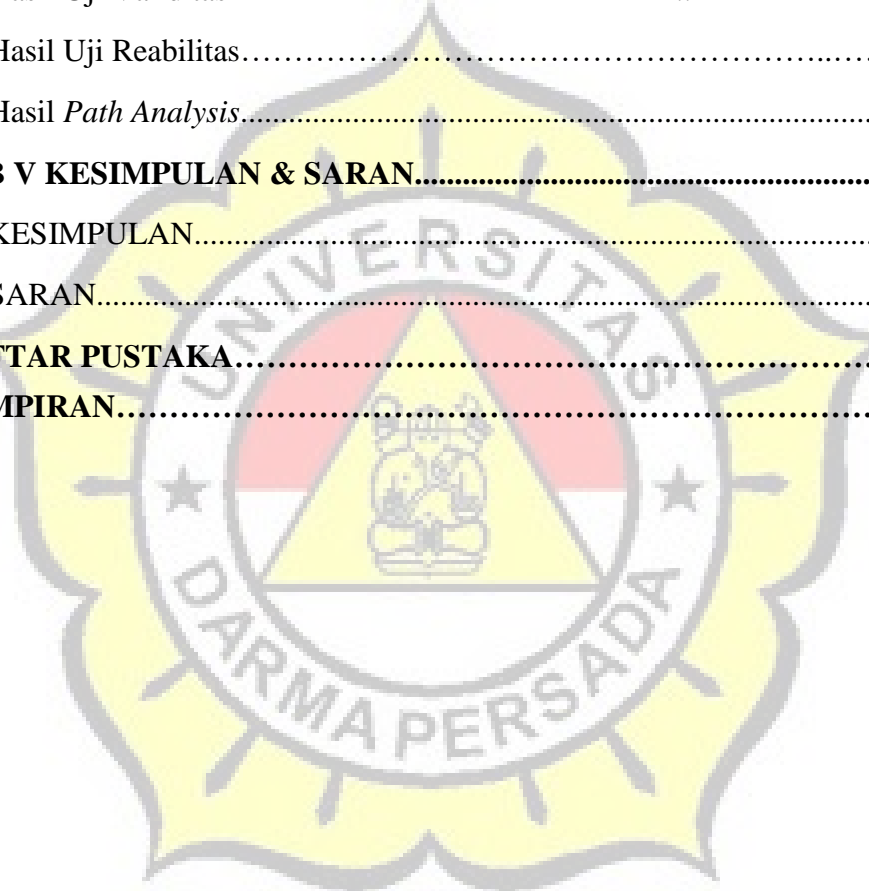 Hasil Uji Reabilitas…………………………………………………..….
Hasil Path Analysis..........................................................................
B V KESIMPULAN & SARAN.......................................................
KESIMPULAN................................................................................
SARAN............................................................................................
TAR PUSTAKA……………………………………………………
MPIRAN……………………………………………………………
UNIVERSITAS
DARMA PERSADA